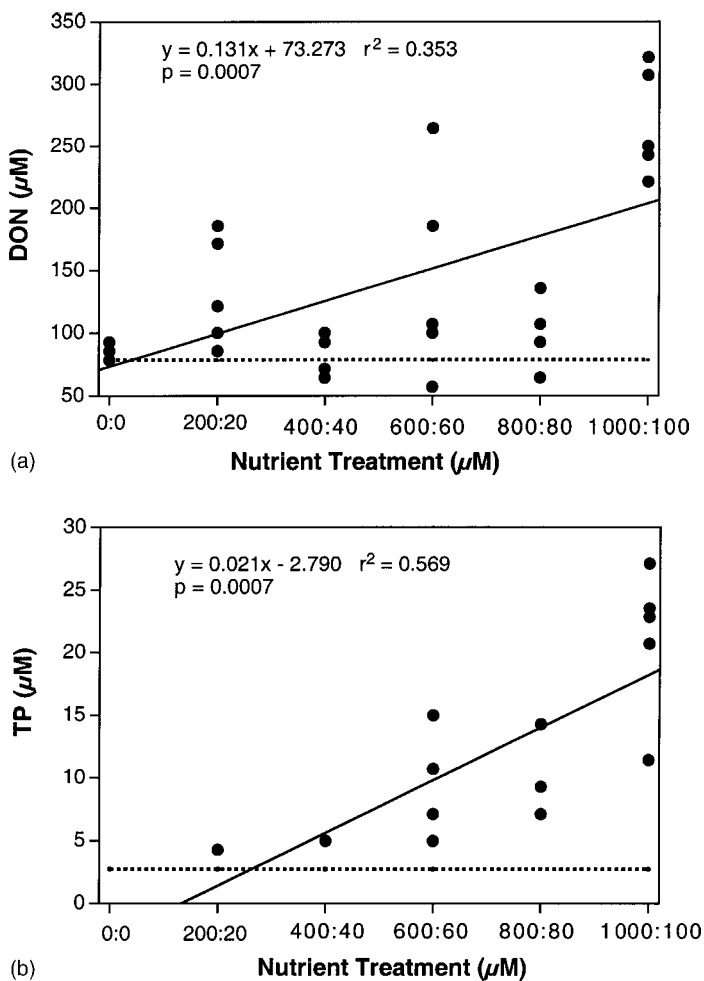 350
y = 0.131x + 73.273 r² = 0.353
p = 0.0007
300
250
DON (µM)
200
150
100
50
0:0 200:20 400:40 600:60 800:80 1000:100
(a) Nutrient Treatment (µM)
30
y = 0.021x - 2.790 r² = 0.569
p = 0.0007
25
20
TP (µM)
15
10
5
0
0:0 200:20 400:40 600:60 800:80 1000:100
(b) Nutrient Treatment (µM)